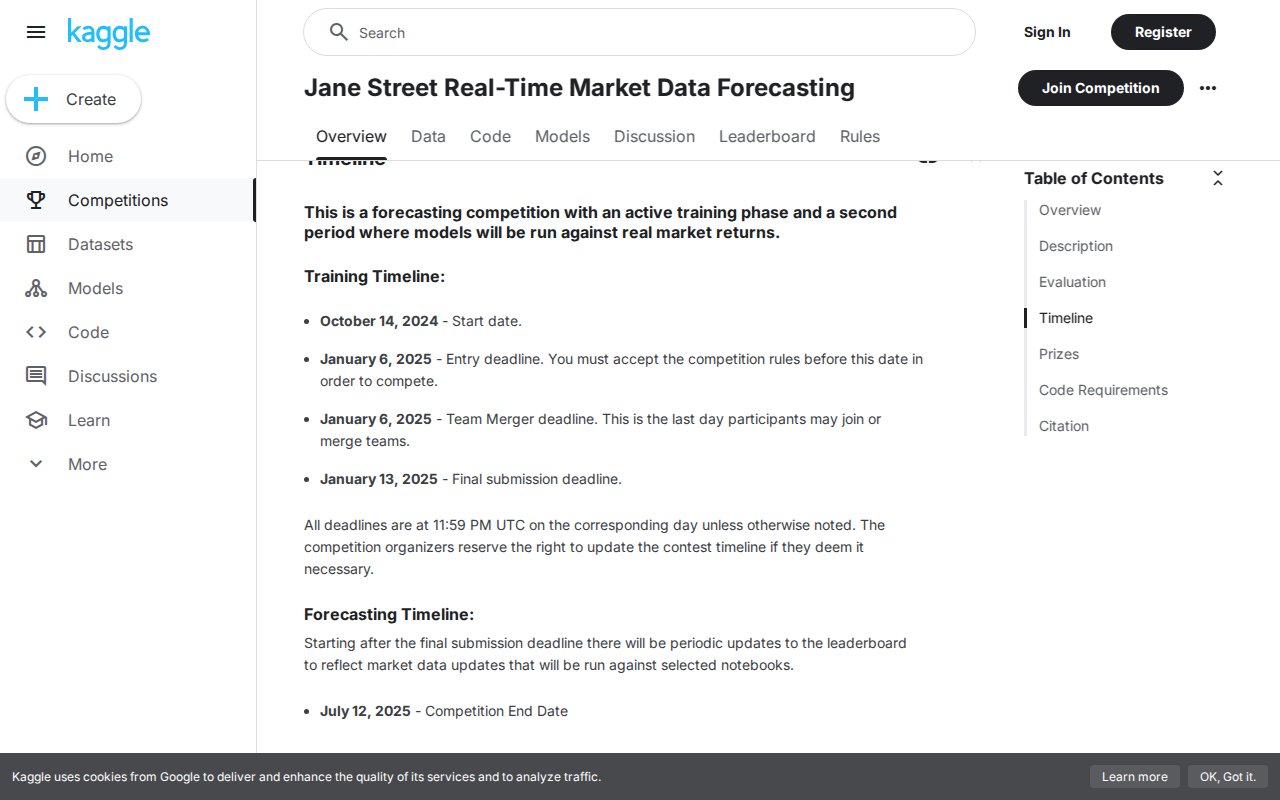 kaggle
Search
Sign In
Register
Create
Home
Competitions
Datasets
Models
Code
Discussions
Learn
More
Jane Street Real-Time Market Data Forecasting
Join Competition
Overview
Data
Code
Models
Discussion
Leaderboard
Rules
Timeline
This is a forecasting competition with an active training phase and a second
period where models will be run against real market returns.
Training Timeline:
October 14, 2024 - Start date.
January 6, 2025 - Entry deadline. You must accept the competition rules before this date in
order to compete.
January 6, 2025 - Team Merger deadline. This is the last day participants may join or
merge teams.
January 13, 2025 - Final submission deadline.
All deadlines are at 11:59 PM UTC on the corresponding day unless otherwise noted. The
competition organizers reserve the right to update the contest timeline if they deem it
necessary.
Forecasting Timeline:
Starting after the final submission deadline there will be periodic updates to the leaderboard
to reflect market data updates that will be run against selected notebooks.
July 12, 2025 - Competition End Date
Table of Contents
Overview
Description
Evaluation
Timeline
Prizes
Code Requirements
Citation
Kaggle uses cookies from Google to deliver and enhance the quality of its services and to analyze traffic.
Learn more
OK, Got it.